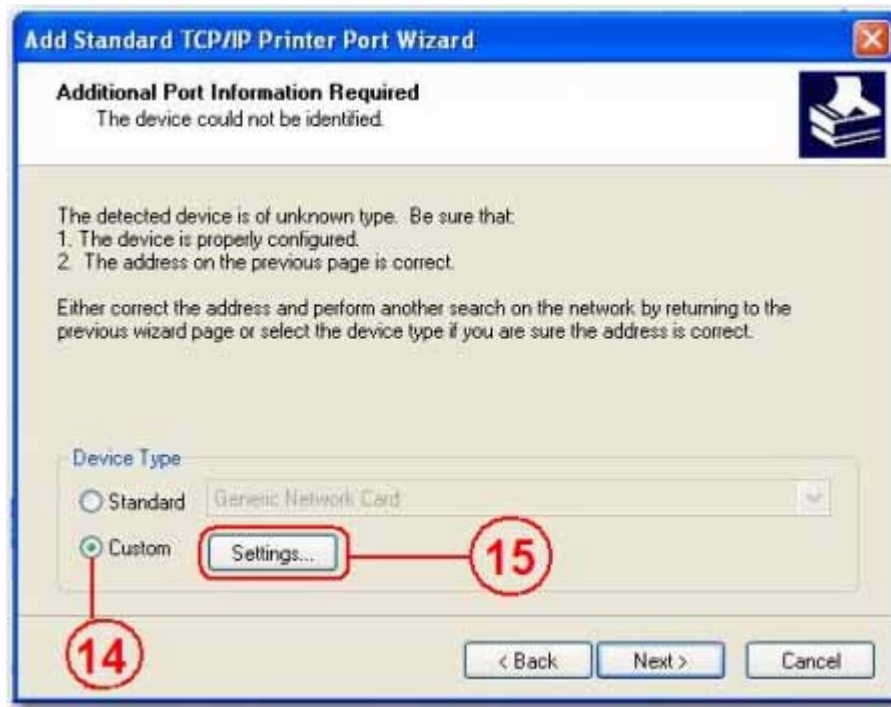 Add Standard TCP/IP Printer Port Wizard
Additional Port Information Required
The device could not be identified.
The detected device is of unknown type. Be sure that:
1. The device is properly configured.
2. The address on the previous page is correct.
Either correct the address and perform another search on the network by returning to the
previous wizard page or select the device type if you are sure the address is correct.
Device Type
Standard Generic Network Card
Custom Settings... 15
14
< Back Next > Cancel